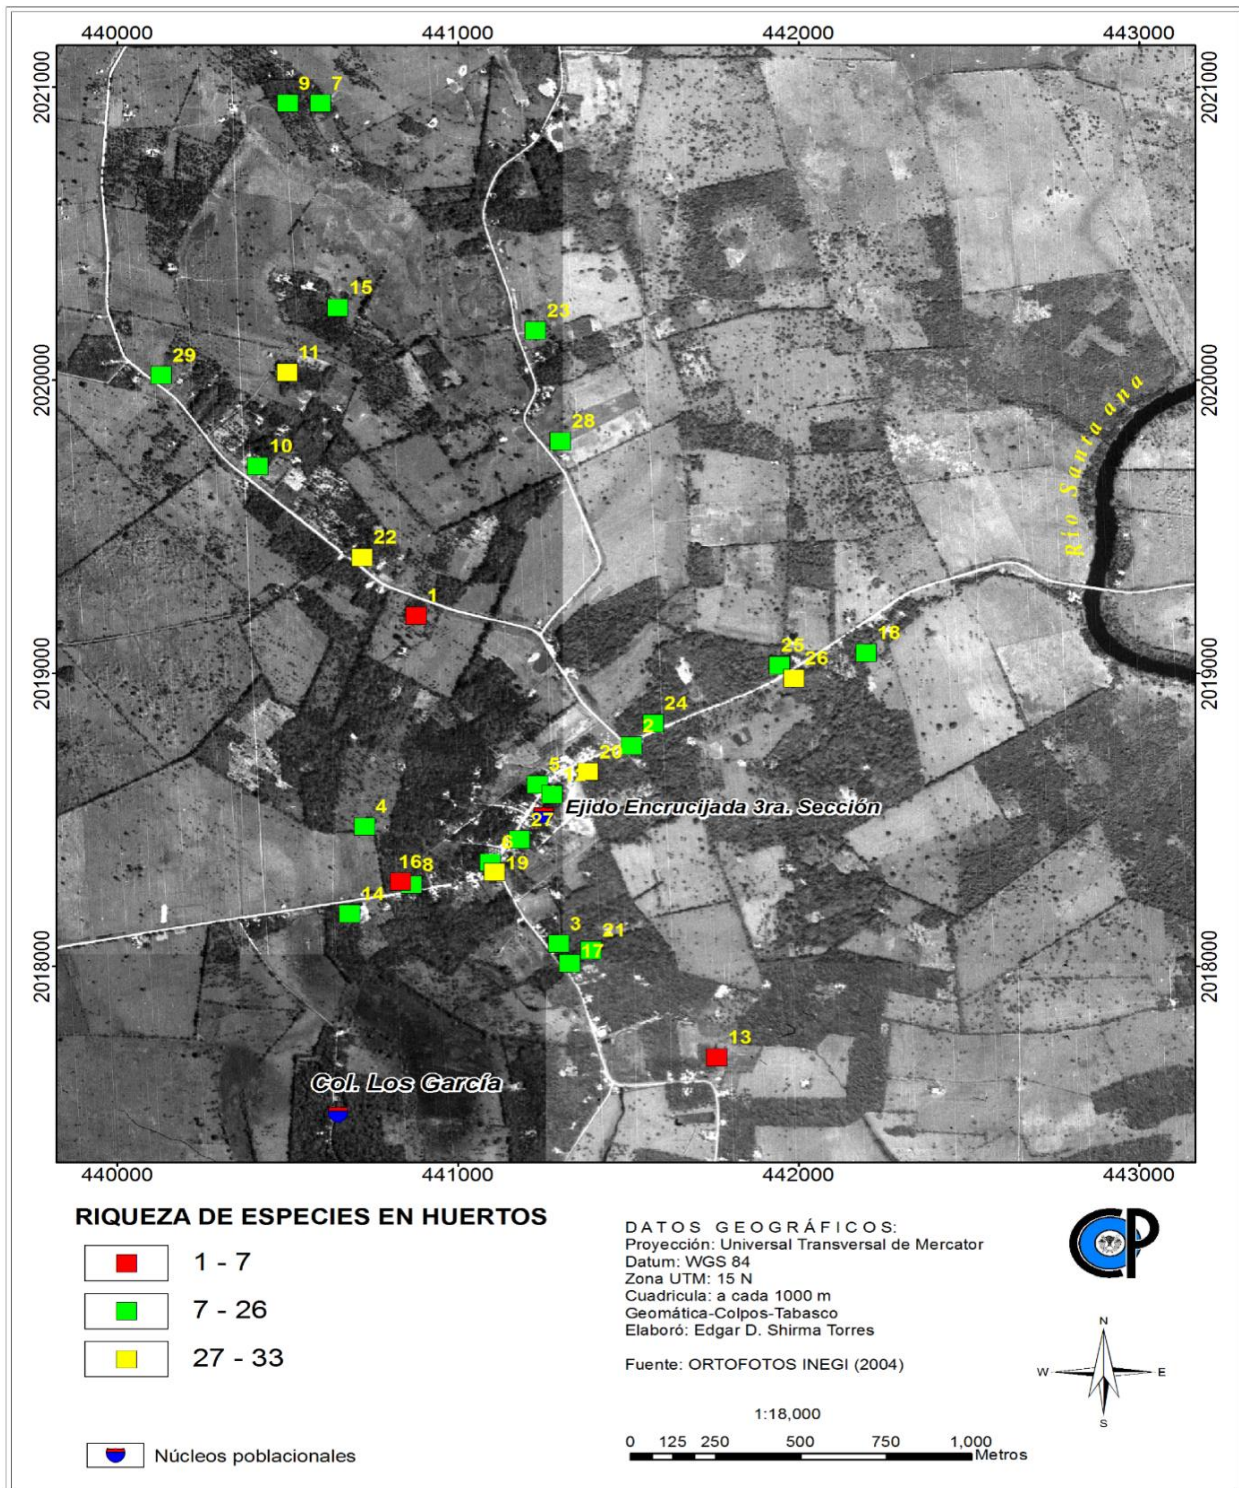 440000 441000 442000 443000
2021000 2021000
9 7
15
23
11
29
2020000 2020000
28
10
Río Santa ana
22
1
18
25
26
2019000 2019000
24
2
20
5
Ejido Encrucijada 3ra. Sección
27
4
6
19
16 8
14
3
21
17
2018000 2018000
13
Col. Los García
440000 441000 442000 443000
RIQUEZA DE ESPECIES EN HUERTOS
1 - 7
7 - 26
27 - 33
Núcleos poblacionales
DATOS GEOGRÁFICOS:
Proyección: Universal Transversal de Mercator
Datum: WGS 84
Zona UTM: 15 N
Cuadricula: a cada 1000 m
Geomática-Colpos-Tabasco
Elaboró: Edgar D. Shirma Torres
Fuente: ORTOFOTOS INEGI (2004)
1:18,000
0 125 250 500 750 1,000
Metros
CP
N
W E
S